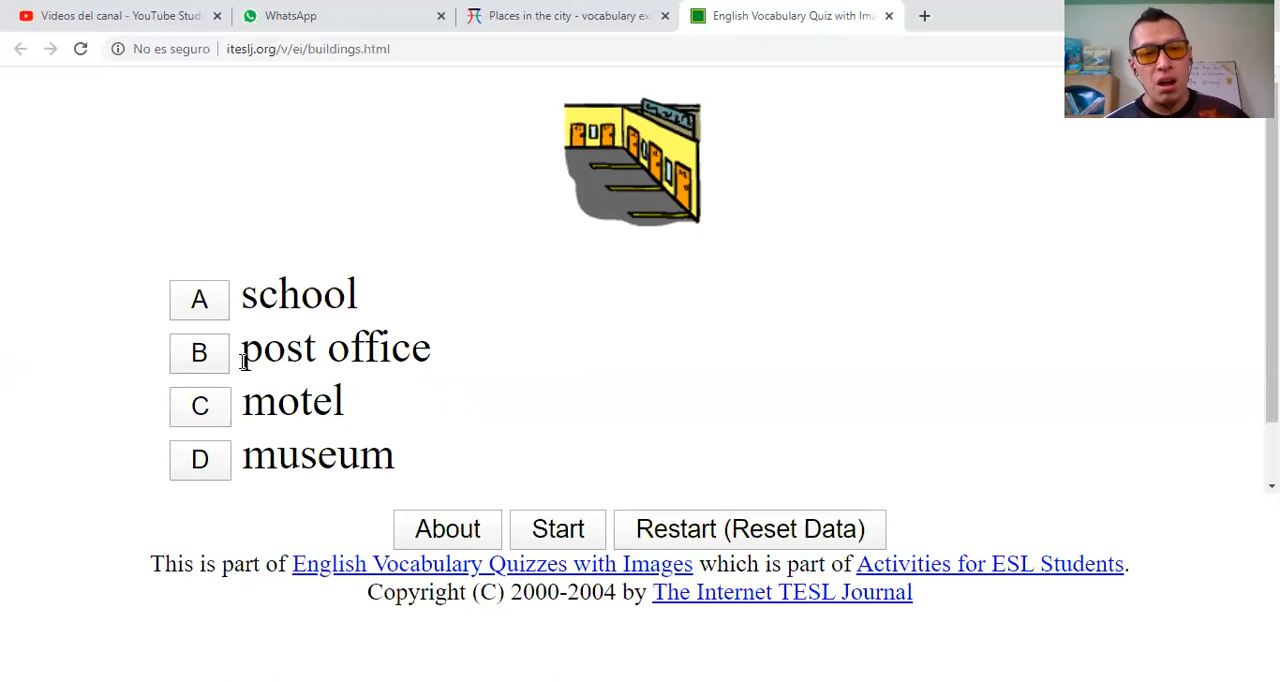 Videos del canal - YouTube Stud
WhatsApp
Places in the city - vocabulary ex
English Vocabulary Quiz with Ima
No es seguro
iteslj.org/v/ei/buildings.html
A school
B post office
C motel
D museum
About
Start
Restart (Reset Data)
This is part of English Vocabulary Quizzes with Images which is part of Activities for ESL Students.
Copyright (C) 2000-2004 by The Internet TESL Journal